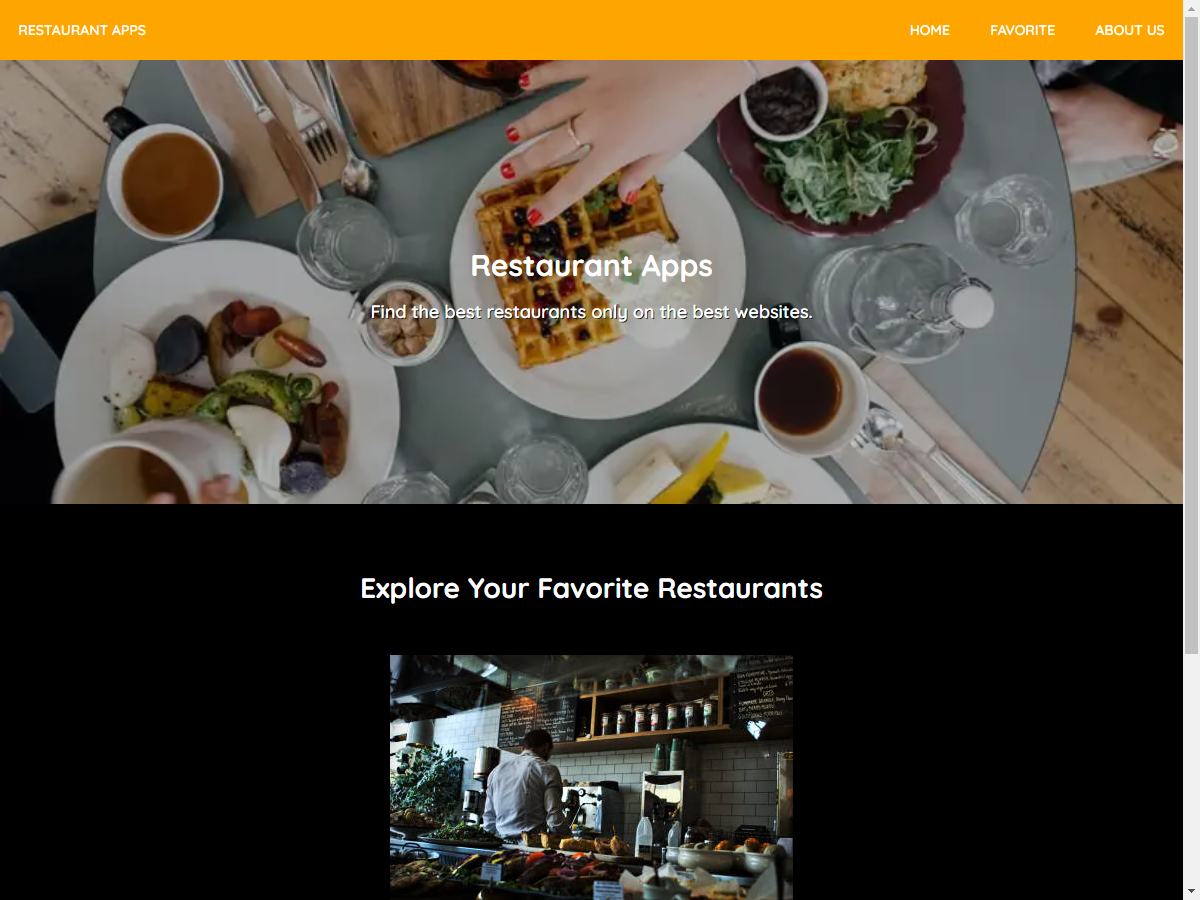 RESTAURANT APPS
HOME
FAVORITE
ABOUT US
Restaurant Apps
Find the best restaurants only on the best websites.
Explore Your Favorite Restaurants